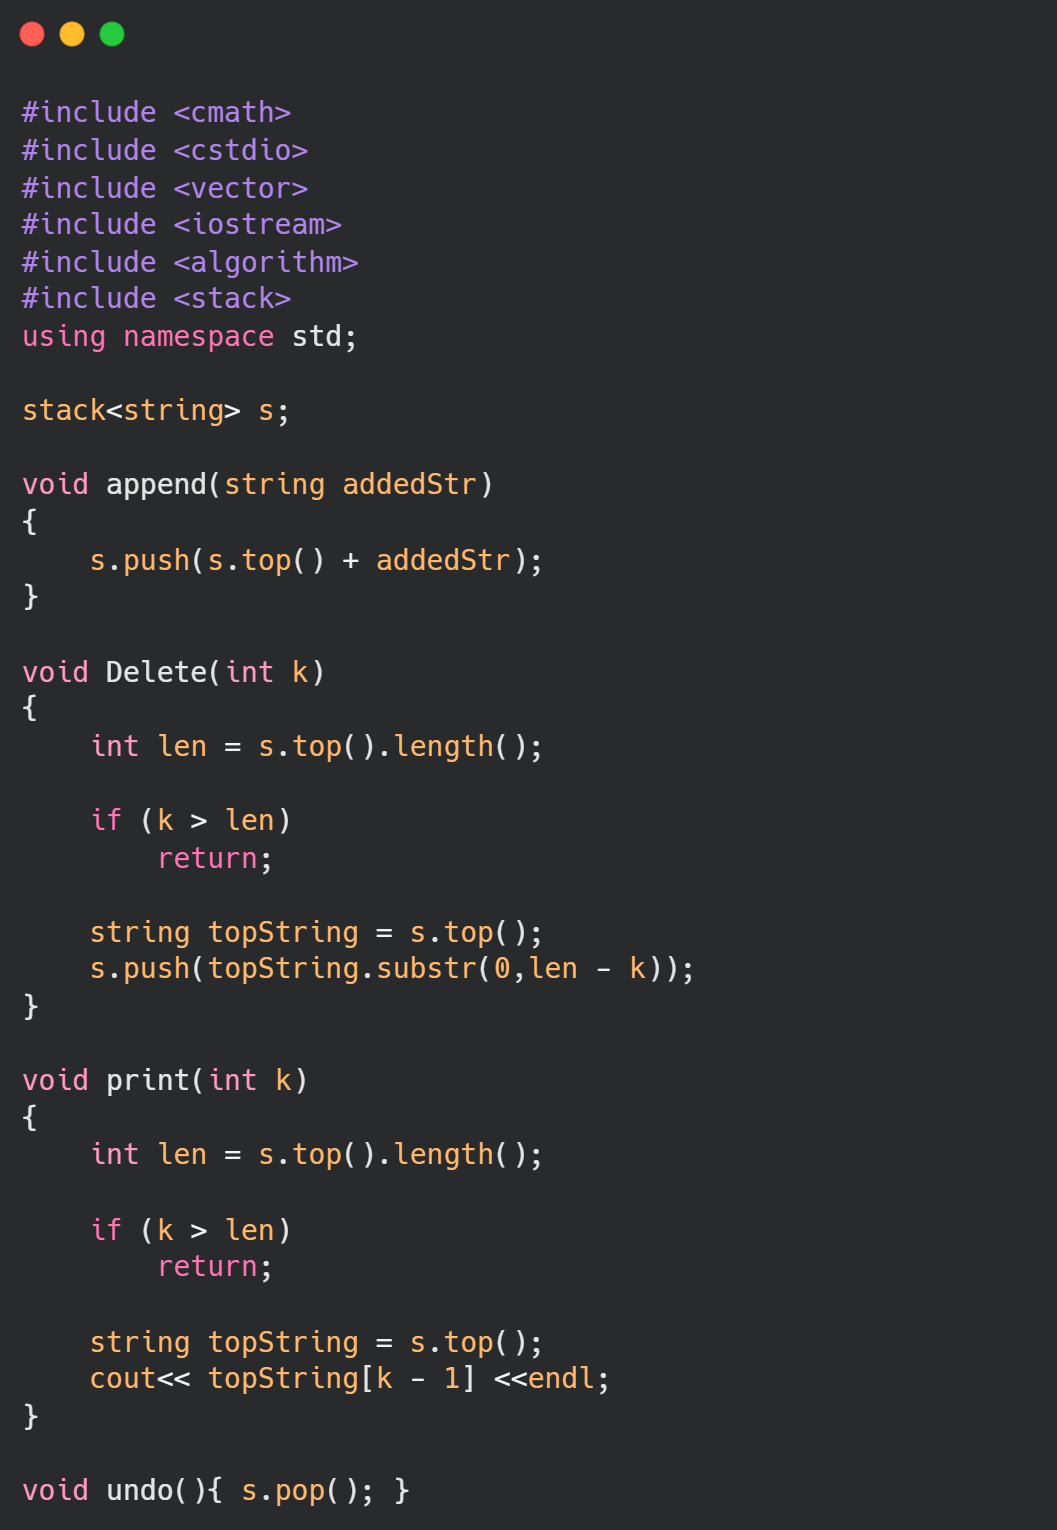 #include <cmath>
#include <cstdio>
#include <vector>
#include <iostream>
#include <algorithm>
#include <stack>
using namespace std;

stack<string> s;

void append(string addedStr)
{
    s.push(s.top() + addedStr);
}

void Delete(int k)
{
    int len = s.top().length();

    if (k > len)
        return;

    string topString = s.top();
    s.push(topString.substr(0,len - k));
}

void print(int k)
{
    int len = s.top().length();

    if (k > len)
        return;

    string topString = s.top();
    cout<< topString[k - 1] <<endl;
}

void undo(){ s.pop(); }